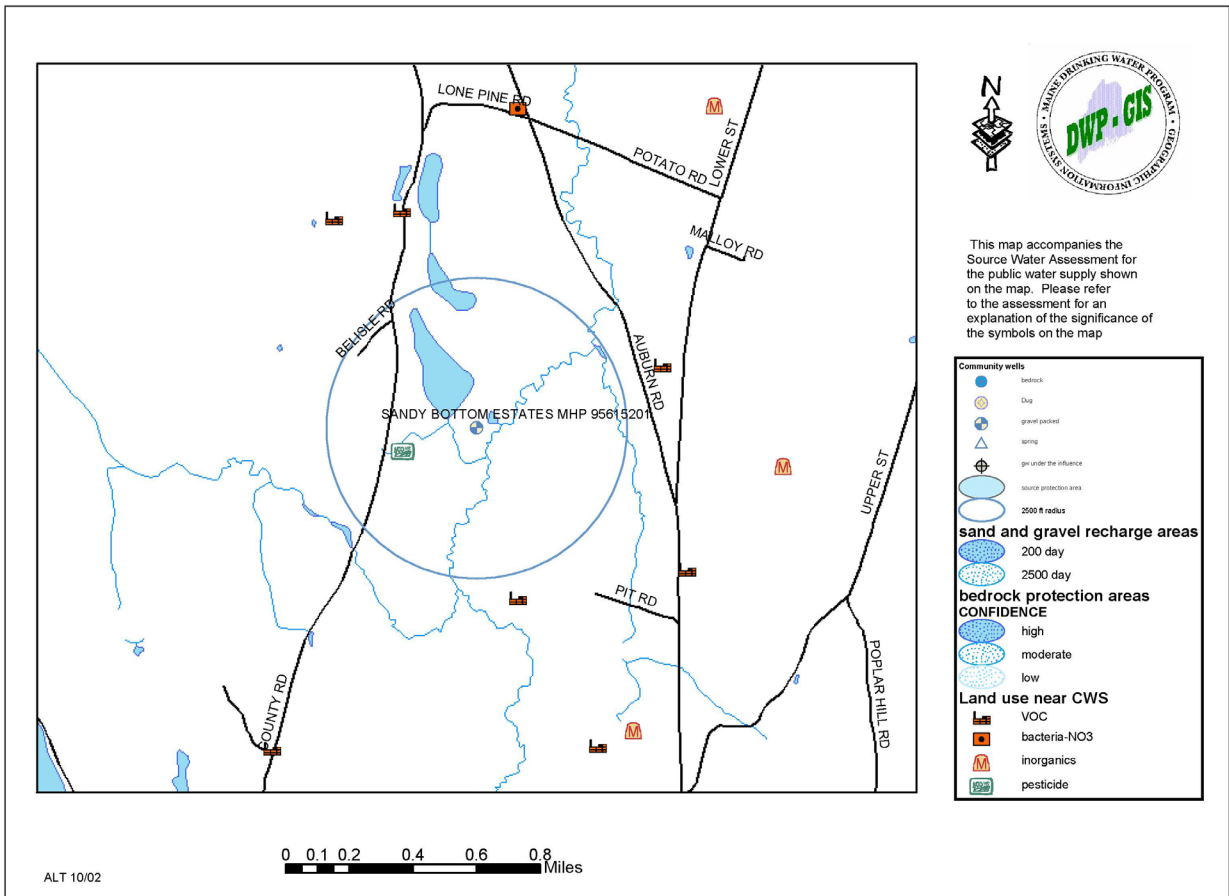 LONE PINE RD
POTATO RD
LOWER ST
MALLOY RD
BELISLE RD
AUBURN RD
SANDY BOTTOM ESTATES MHP 95615201
UPPER ST
PIT RD
POPLAR HILL RD
COUNTY RD
M
M
M
N
MAINE DRINKING WATER PROGRAM • GEOGRAPHIC INFORMATION SYSTEMS •
DWP - GIS
This map accompanies the
Source Water Assessment for
the public water supply shown
on the map. Please refer
to the assessment for an
explanation of the significance of
the symbols on the map
Community wells
bedrock
Dug
gravel packed
spring
gw under the influence
source protection area
2500 ft radius
sand and gravel recharge areas
200 day
2500 day
bedrock protection areas
CONFIDENCE
high
moderate
low
Land use near CWS
VOC
bacteria-NO3
M
inorganics
pesticide
0 0.1 0.2 0.4 0.6 0.8
Miles
ALT 10/02